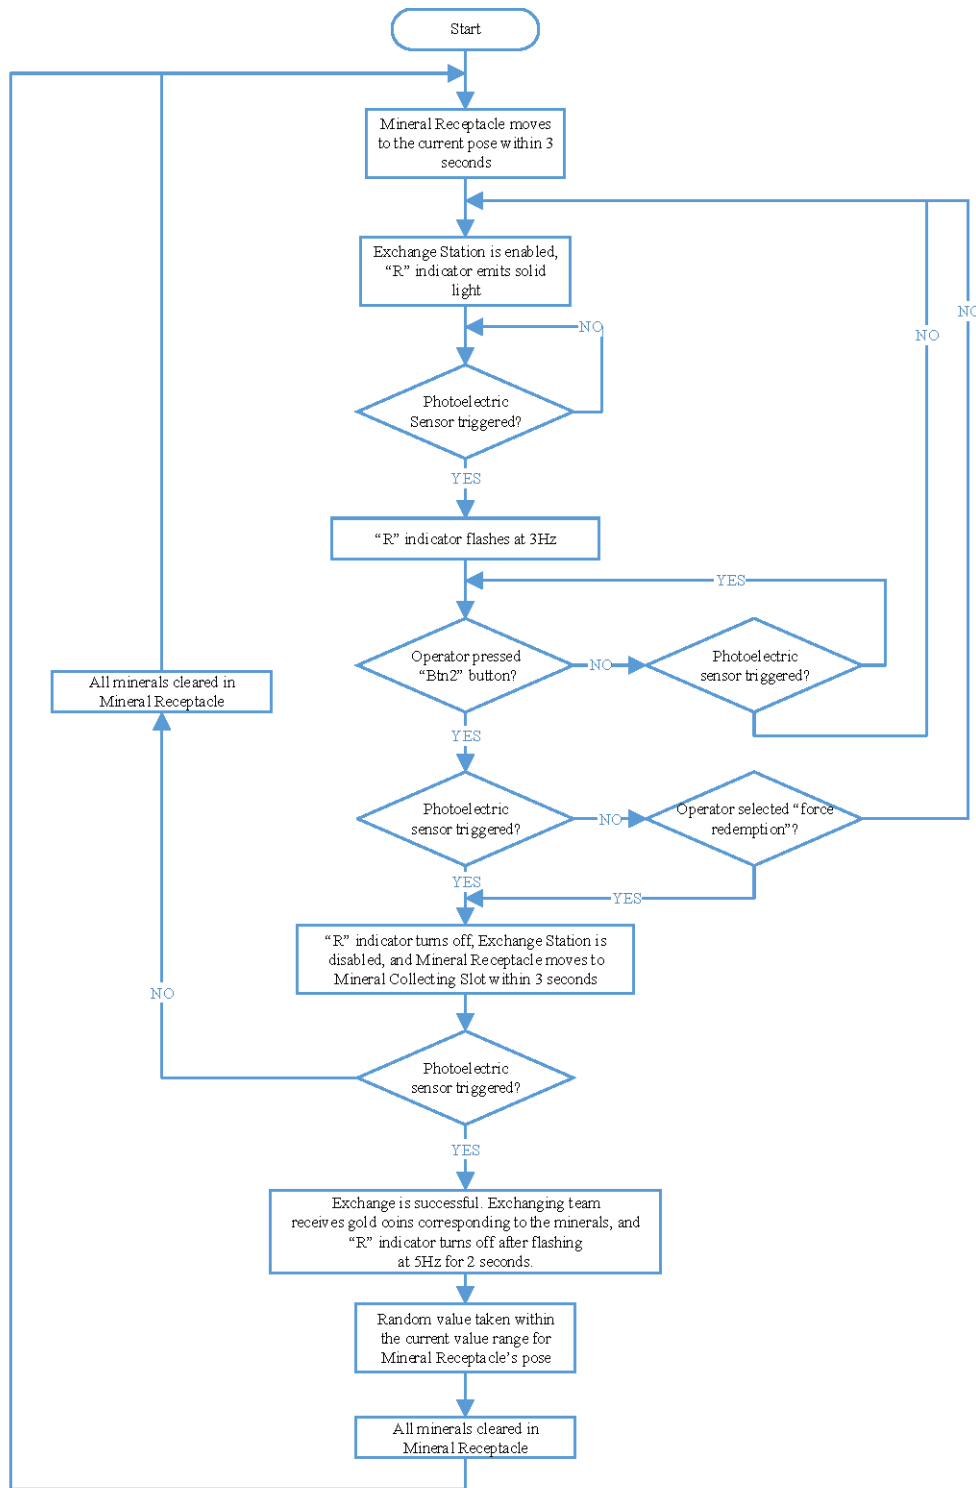 Start
Mineral Receptacle moves
to the current pose within 3
seconds
Exchange Station is enabled,
“R” indicator emits solid
light
NO
NO
NO
Photoelectric
Sensor triggered?
YES
“R” indicator flashes at 3Hz
YES
Operator pressed
“Btn2” button?
NO
Photoelectric
sensor triggered?
All minerals cleared in
Mineral Receptacle
YES
Photoelectric
sensor triggered?
NO
Operator selected “force
redemption”?
YES
YES
“R” indicator turns off, Exchange Station is
disabled, and Mineral Receptacle moves to
Mineral Collecting Slot within 3 seconds
NO
Photoelectric
sensor triggered?
YES
Exchange is successful. Exchanging team
receives gold coins corresponding to the minerals, and
“R” indicator turns off after flashing
at 5Hz for 2 seconds.
Random value taken within
the current value range for
Mineral Receptacle’s pose
All minerals cleared in
Mineral Receptacle